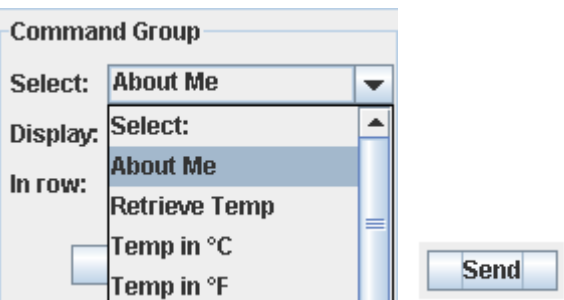 Command Group
Select: About Me
Display: Select:
About Me
In row:
Retrieve Temp
Temp in °C
Temp in °F
Send